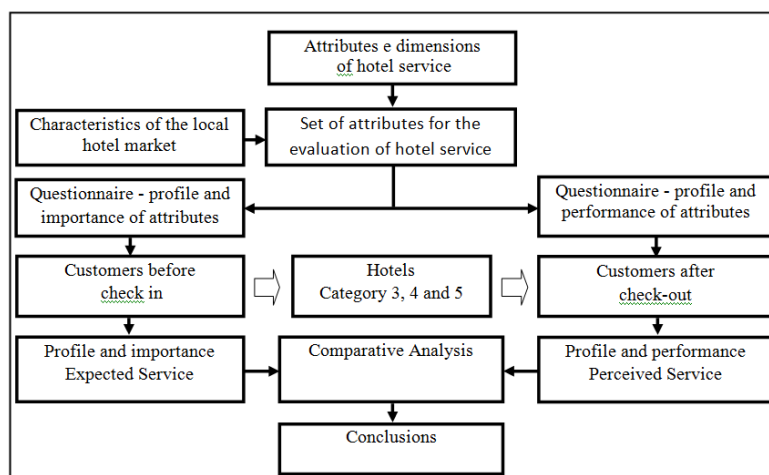 Attributes e dimensions
of hotel service
Characteristics of the local
hotel market
Set of attributes for the
evaluation of hotel service
Questionnaire - profile and
importance of attributes
Questionnaire - profile and
performance of attributes
Customers before
check in
Hotels
Category 3, 4 and 5
Customers after
check-out
Profile and importance
Expected Service
Comparative Analysis
Profile and performance
Perceived Service
Conclusions